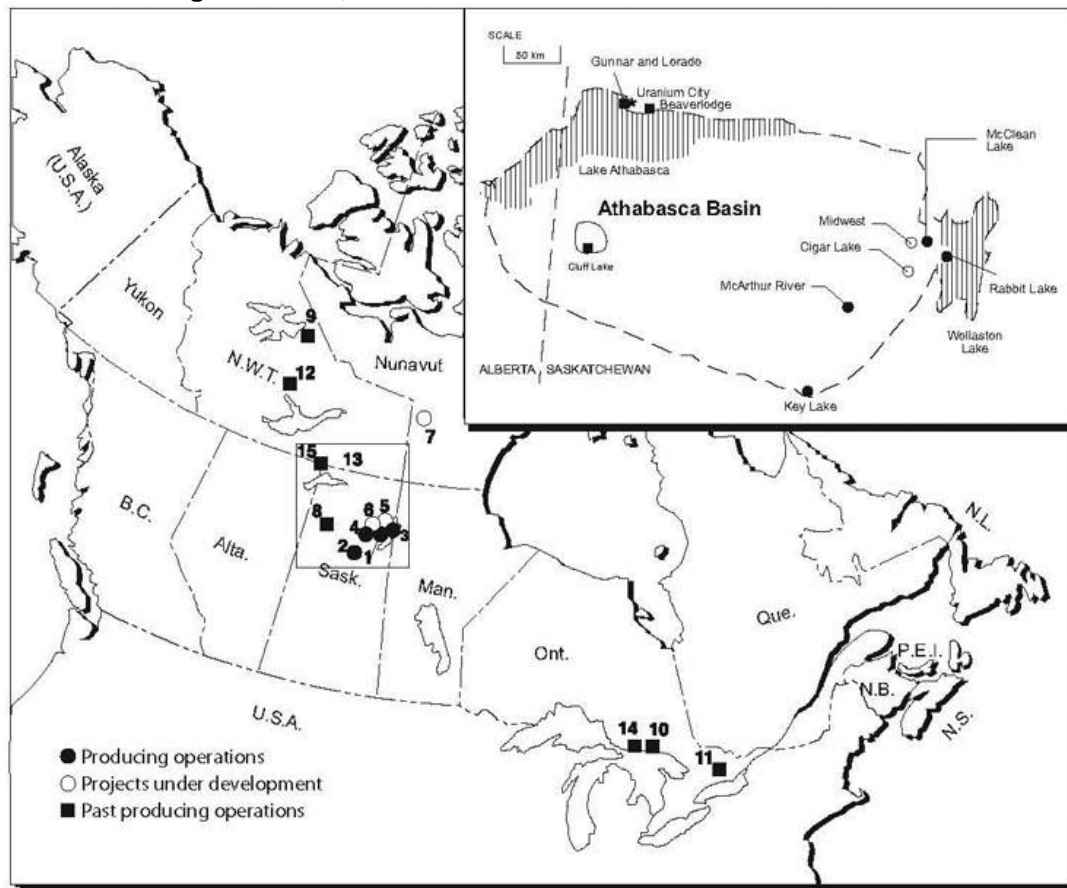 SCALE
50 km
Gunnar and Lorado
Uranium City
Beaverlodge
McClean
Lake
Lake Athabasca
Athabasca Basin
Midwest
Cigar Lake
Cluff Lake
McArthur River
Rabbit Lake
Wollaston
Lake
ALBERTA
SASKATCHEWAN
Key Lake
Alaska
(U.S.A.)
Yukon
9
N.W.T.
Nunavut
12
7
15
13
B.C.
Alta.
8
6
5
4
3
2
1
Sask.
Man.
N.L.
Que.
Ont.
P.E.I.
N.B.
N.S.
U.S.A.
14
10
11
Producing operations
Projects under development
Past producing operations